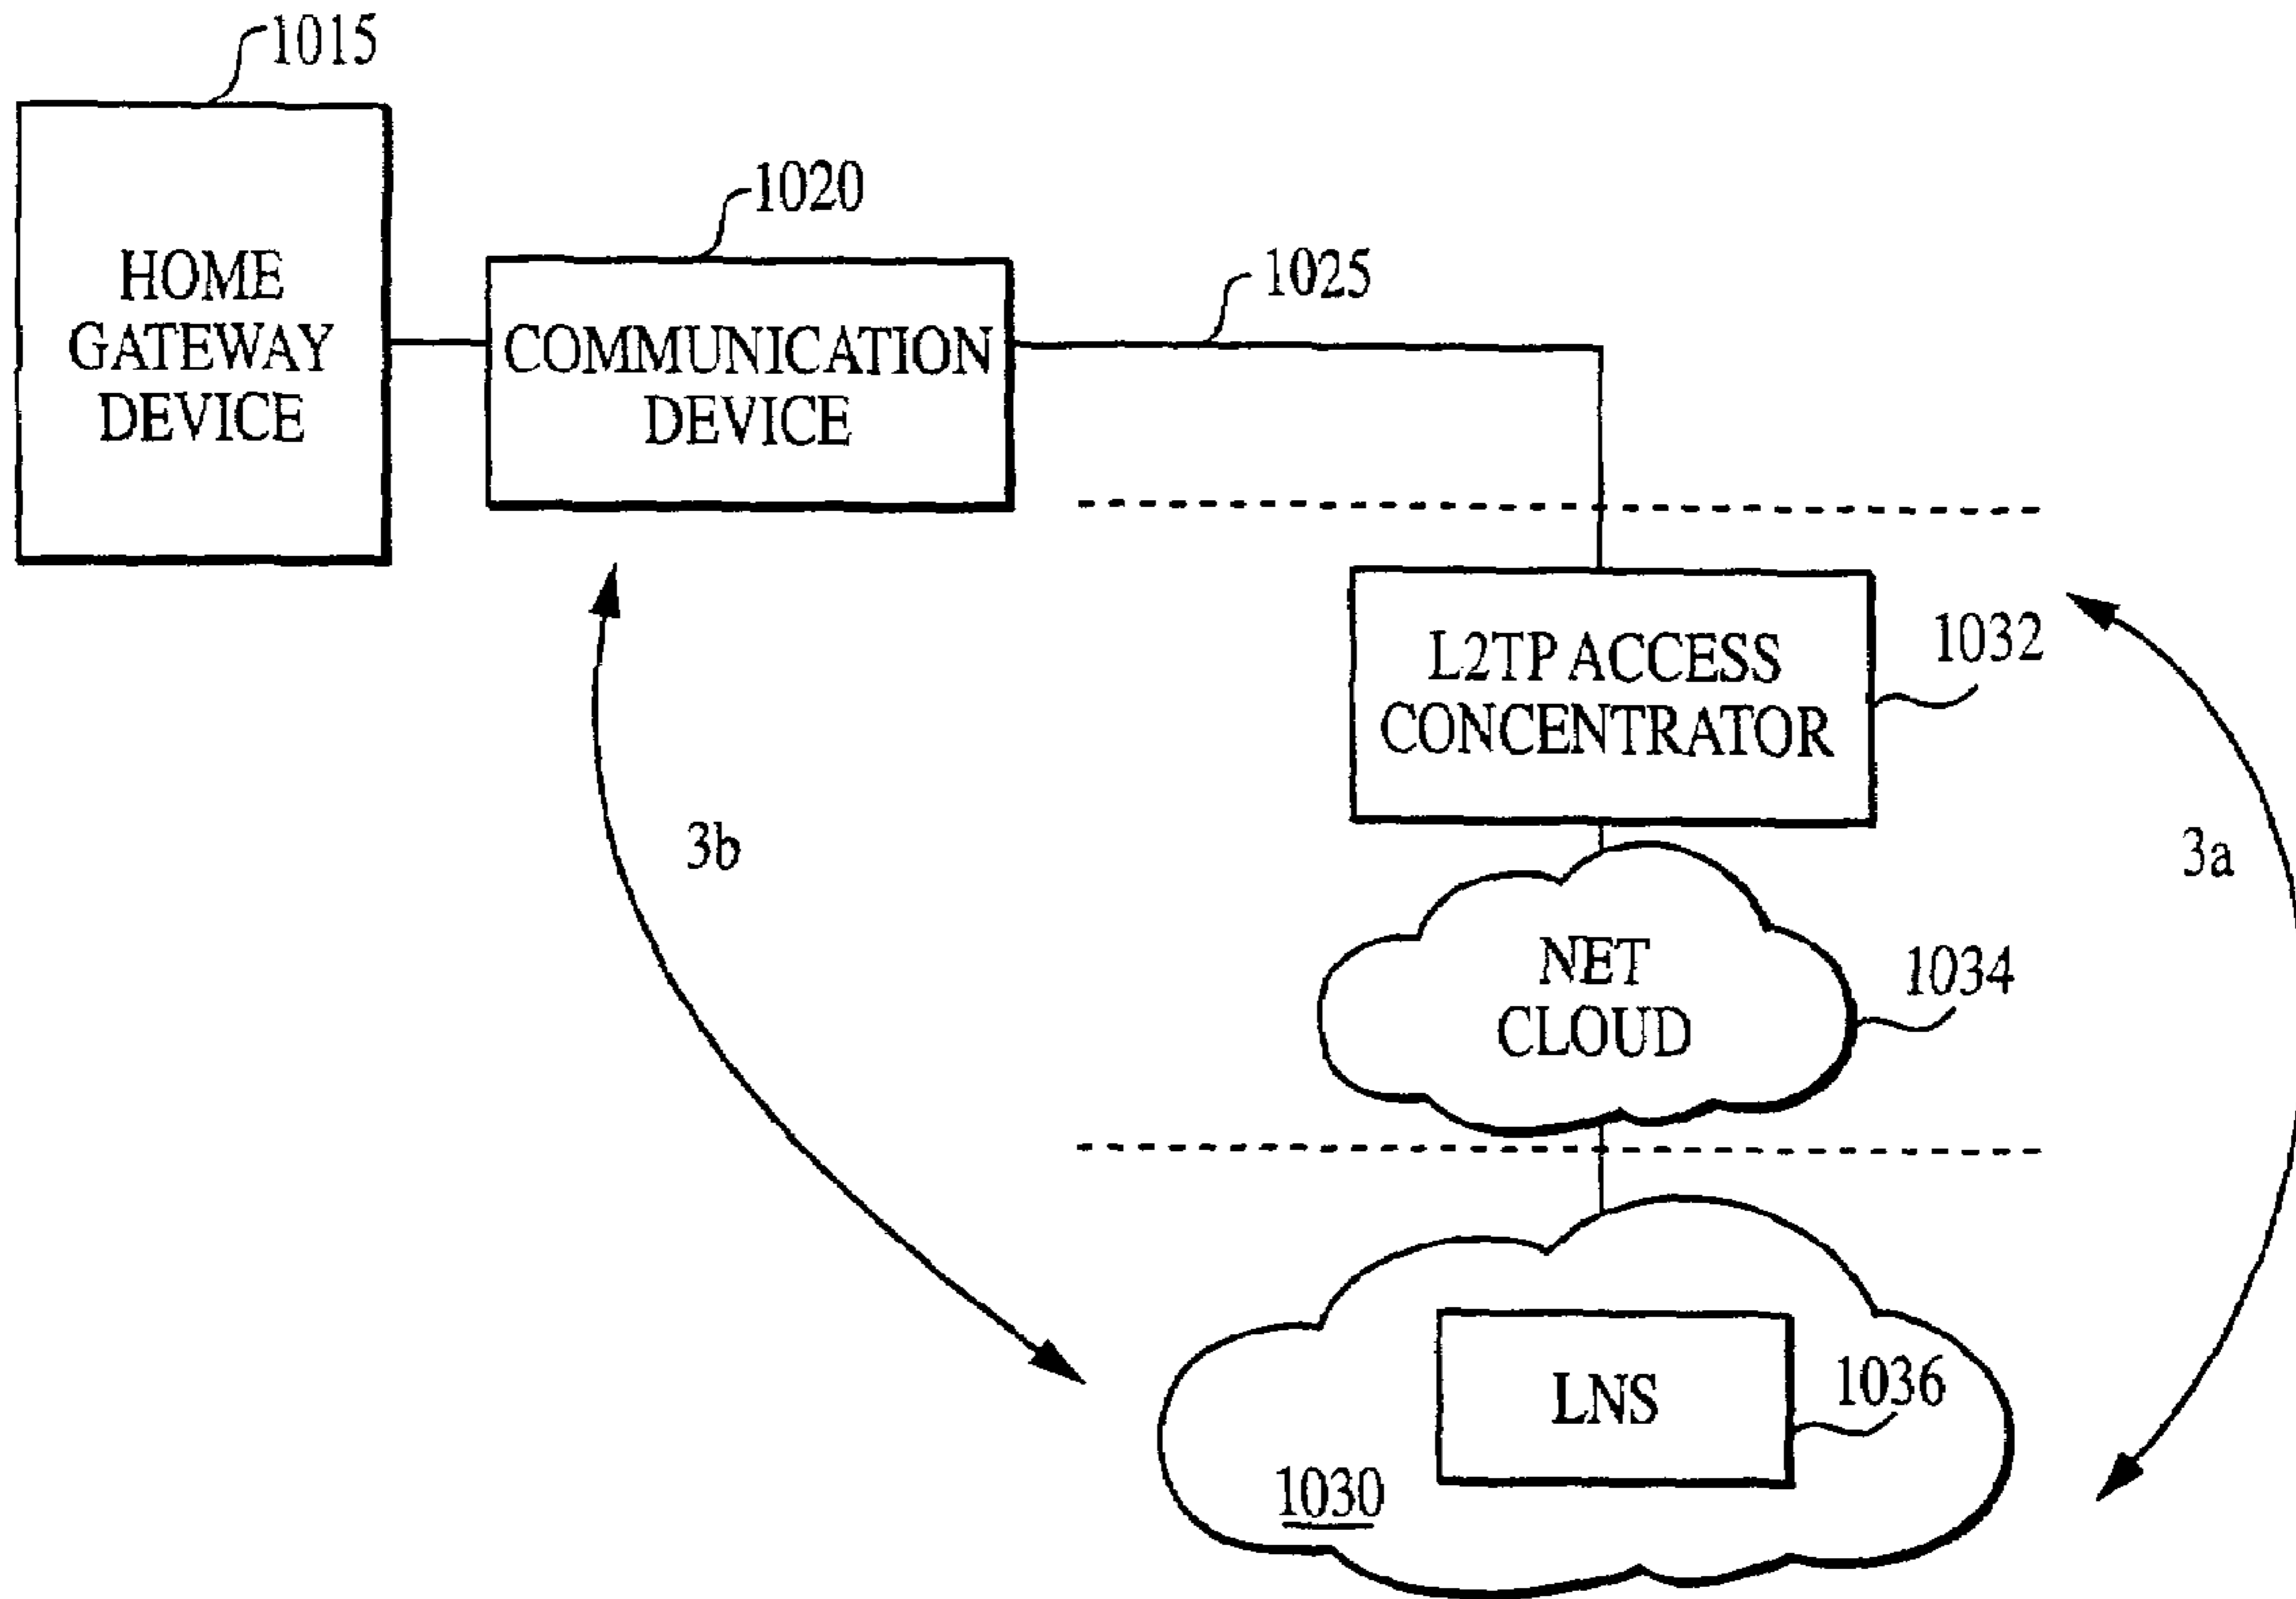 1015
HOME
GATEWAY
DEVICE
1020
COMMUNICATION
DEVICE
1025
L2TP ACCESS
CONCENTRATOR
1032
3b
3a
NET
CLOUD
1034
LNS
1036
1030